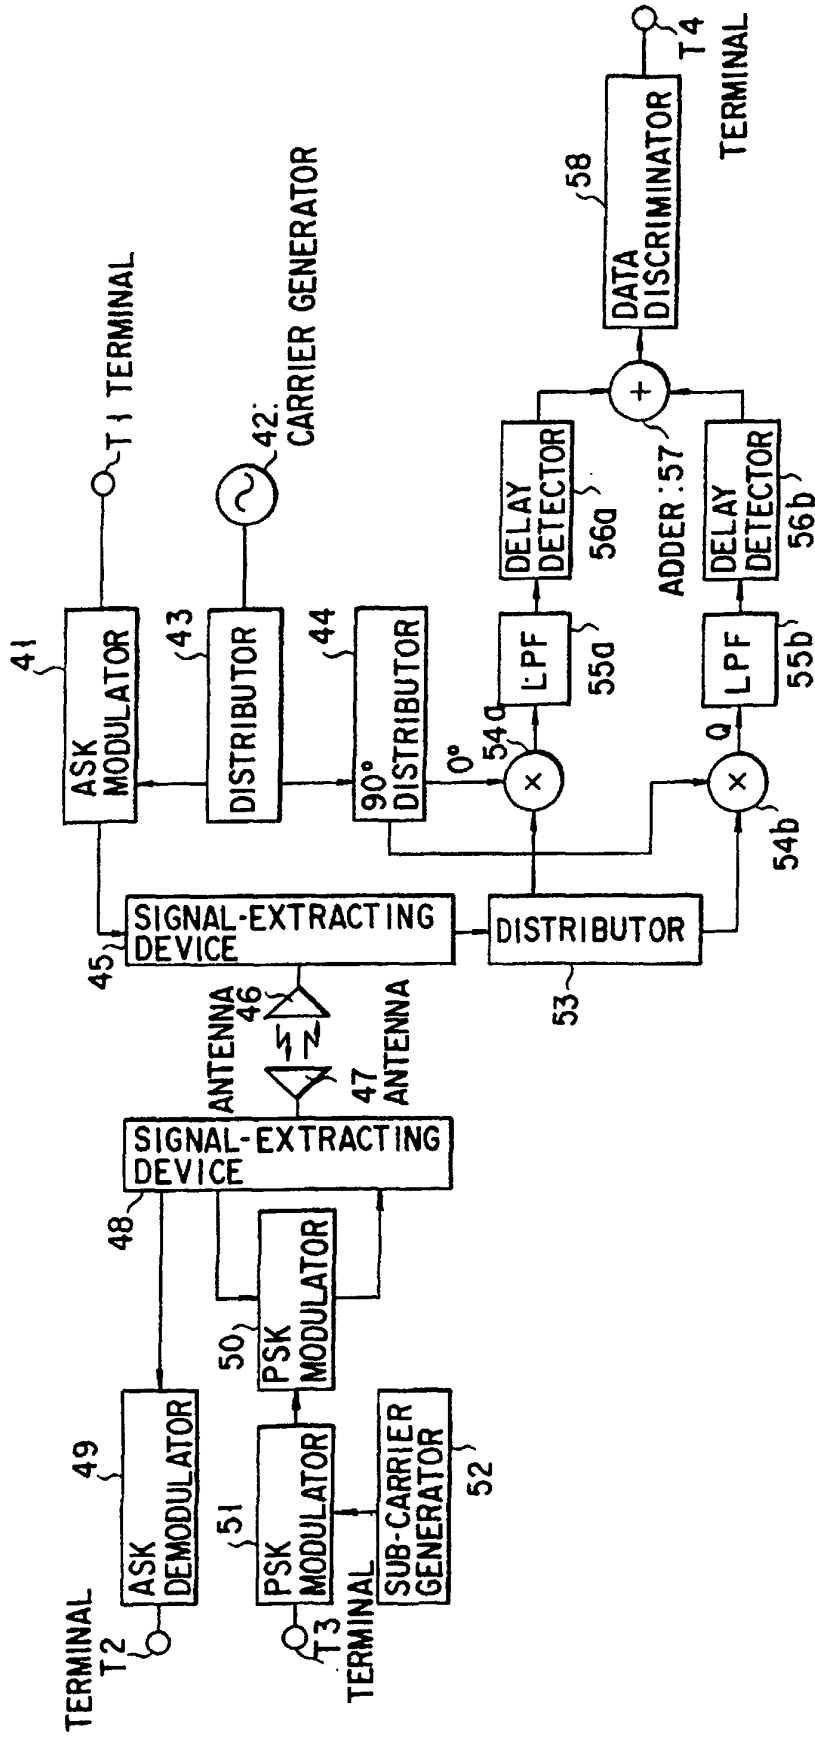 TERMINAL
T2
49
ASK
DEMODULATOR
TERMINAL
T3
51
PSK
MODULATOR
50
PSK
MODULATOR
SUB-CARRIER
GENERATOR
52
48
SIGNAL-EXTRACTING
DEVICE
ANTENNA
46
47
ANTENNA
45
SIGNAL-EXTRACTING
DEVICE
41
ASK
MODULATOR
T1 TERMINAL
43
DISTRIBUTOR
42
CARRIER GENERATOR
44
90°
DISTRIBUTOR
0°
DISTRIBUTOR
53
54a
×
LPF
55a
DELAY
DETECTOR
56a
ADDER 57
+
54b
×
Q
LPF
55b
DELAY
DETECTOR
56b
58
DATA
DISCRIMINATOR
T4
TERMINAL